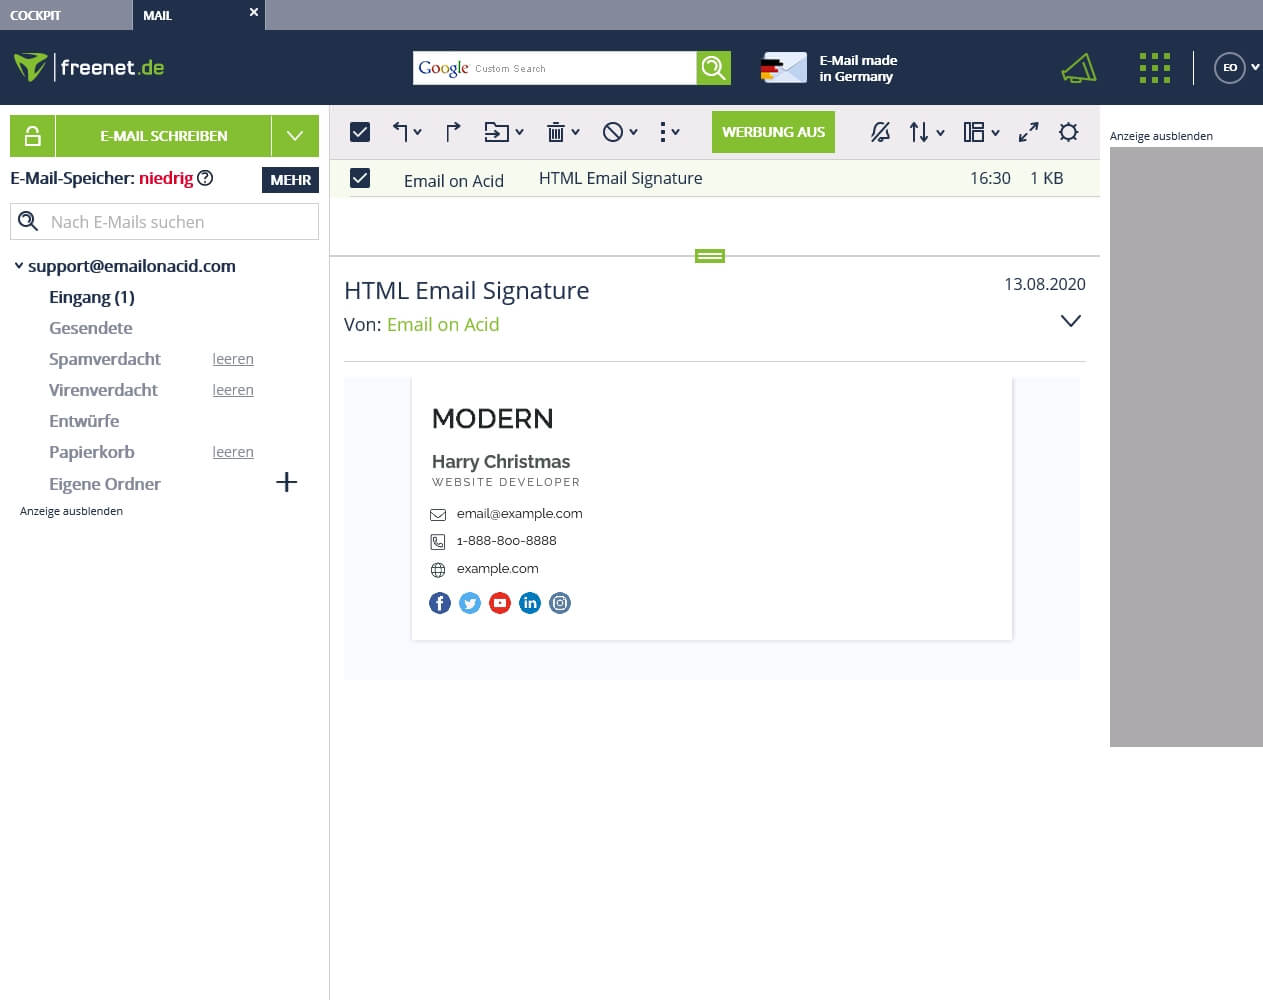 COCKPIT
MAIL
freenet.de
Google Custom Search
E-Mail made
in Germany
EO
E-MAIL SCHREIBEN
E-Mail-Speicher: niedrig
MEHR
Nach E-Mails suchen
support@emailonacid.com
Eingang (1)
Gesendete
Spamverdacht leeren
Virenverdacht leeren
Entwürfe
Papierkorb leeren
Eigene Ordner
Anzeige ausblenden
WERBUNG AUS
Email on Acid HTML Email Signature 16:30 1 KB
HTML Email Signature
13.08.2020
Von: Email on Acid
MODERN
Harry Christmas
WEBSITE DEVELOPER
email@example.com
1-888-800-8888
example.com
Anzeige ausblenden